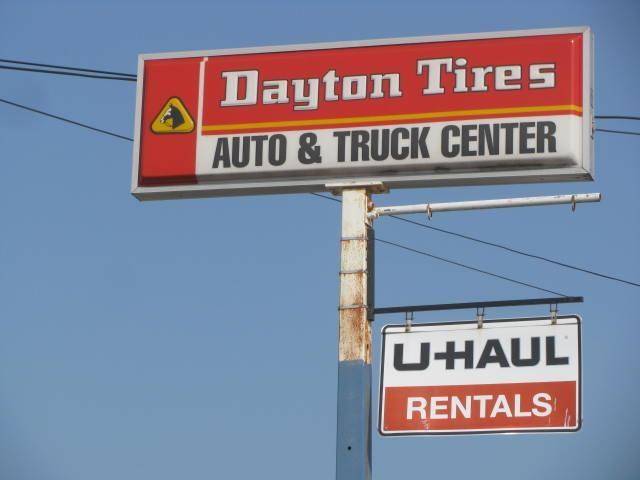 Dayton Tires
AUTO & TRUCK CENTER
U-HAUL
RENTALS